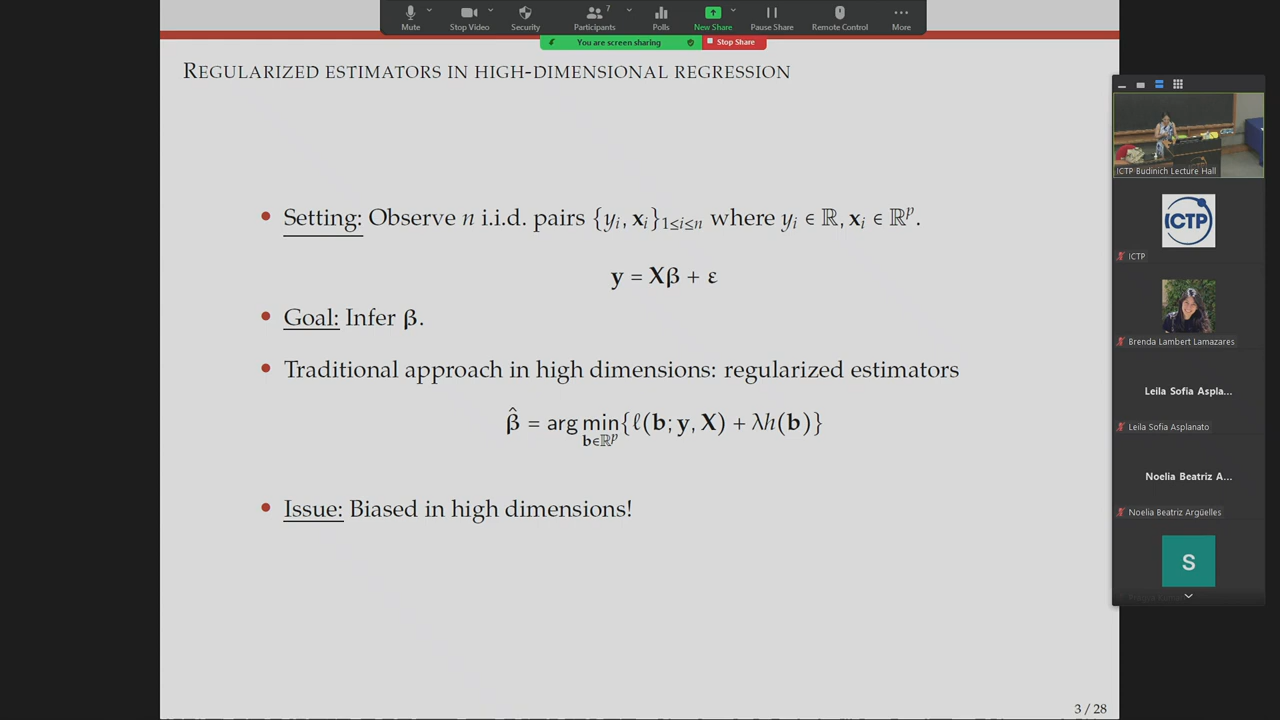 Mute
Stop Video
Security
Participants
7
Polls
New Share
Pause Share
Remote Control
More
You are screen sharing
Stop Share
REGULARIZED ESTIMATORS IN HIGH-DIMENSIONAL REGRESSION
• Setting: Observe n i.i.d. pairs {yᵢ, xᵢ}₁≤ᵢ≤ₙ where yᵢ ∈ ℝ, xᵢ ∈ ℝᵖ.
y = Xβ + ε
• Goal: Infer β.
• Traditional approach in high dimensions: regularized estimators
β̂ = arg min{ℓ(b; y, X) + λh(b)}
b∈ℝᵖ
• Issue: Biased in high dimensions!
3 / 28
ICTP Budinich Lecture Hall
ICTP
ICTP
Brenda Lambert Lamazares
Leila Sofia Aspla...
Leila Sofia Asplanato
Noelia Beatriz A...
Noelia Beatriz Argüelles
S